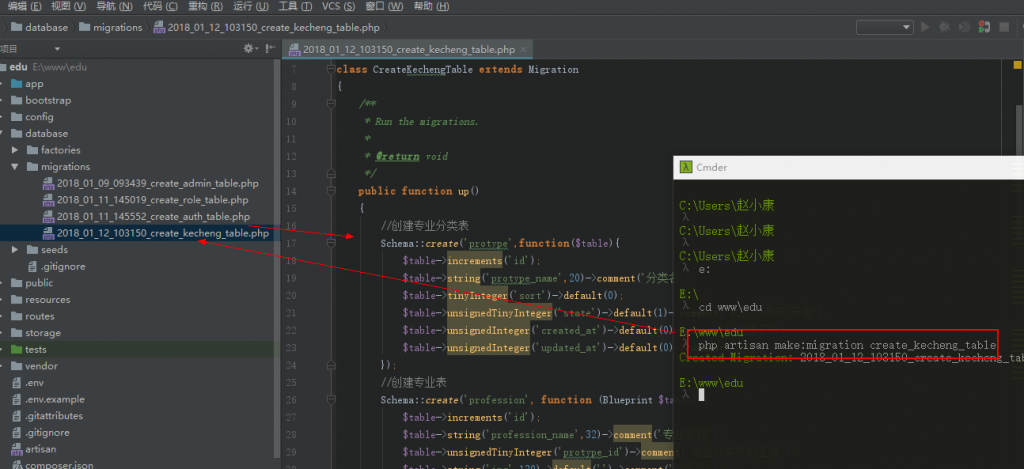 编辑 (E) 视图 (V) 导航 (N) 代码 (C) 重构 (R) 运行 (U) 工具 (T) VCS (S) 窗口 (W) 帮助 (H)
database migrations 2018_01_12_103150_create_kecheng_table.php
项目
2018_01_12_103150_create_kecheng_table.php
edu E:\www\edu
app
bootstrap
config
database
factories
migrations
2018_01_09_093439_create_admin_table.php
2018_01_11_145019_create_role_table.php
2018_01_11_145552_create_auth_table.php
2018_01_12_103150_create_kecheng_table.php
seeds
.gitignore
public
resources
routes
storage
tests
vendor
.env
.env.example
.gitattributes
.gitignore
artisan
composer.json
7 class CreateKechengTable extends Migration
8 {
9 /**
10 * Run the migrations.
11 *
12 * @return void
13 */
14 public function up()
15 {
16 //创建专业分类表
17 Schema::create('protype',function($table){
18 $table->increments('id');
19 $table->string('protype_name',20)->comment('分类名
20 $table->tinyInteger('sort')->default(0);
21 $table->unsignedTinyInteger('state')->default(1)-
22 $table->unsignedInteger('created_at')->default(0)
23 $table->unsignedInteger('updated_at')->default(0)
24 });
25 //创建专业表
26 Schema::create('profession', function (Blueprint $t
27 $table->increments('id');
28 $table->string('profession_name',32)->comment('专
29 $table->unsignedTinyInteger('protype_id')->comment(
Cmder
C:\Users\赵小康
λ
C:\Users\赵小康
λ
C:\Users\赵小康
λ e:
E:\
λ cd www\edu
E:\www\edu
λ php artisan make:migration create_kecheng_table
Created Migration: 2018_01_12_103150_create_kecheng_ta
E:\www\edu
λ